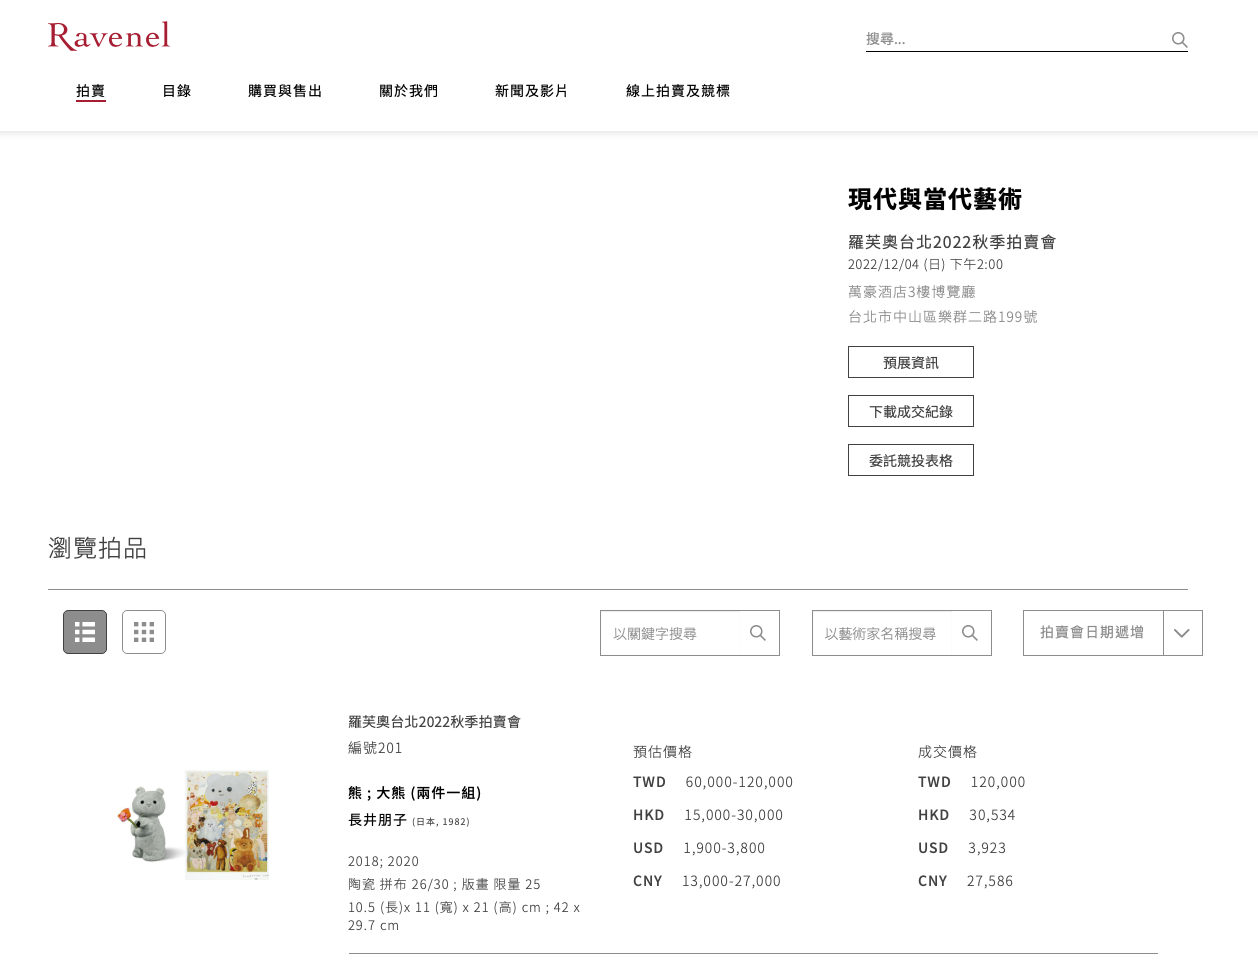 Ravenel
搜尋...
拍賣 目錄 購買與售出 關於我們 新聞及影片 線上拍賣及競標
現代與當代藝術
羅芙奧台北2022秋季拍賣會
2022/12/04 (日) 下午2:00
萬豪酒店3樓博覽廳
台北市中山區樂群二路199號
預展資訊
下載成交紀錄
委託競投表格
瀏覽拍品
以關鍵字搜尋 以藝術家名稱搜尋 拍賣會日期遞增
羅芙奧台北2022秋季拍賣會
編號201
熊 ; 大熊 (兩件一組)
長井朋子 (日本, 1982)
2018; 2020
陶瓷 拼布 26/30 ; 版畫 限量 25
10.5 (長)x 11 (寬) x 21 (高) cm ; 42 x
29.7 cm
預估價格
TWD 60,000-120,000
HKD 15,000-30,000
USD 1,900-3,800
CNY 13,000-27,000
成交價格
TWD 120,000
HKD 30,534
USD 3,923
CNY 27,586